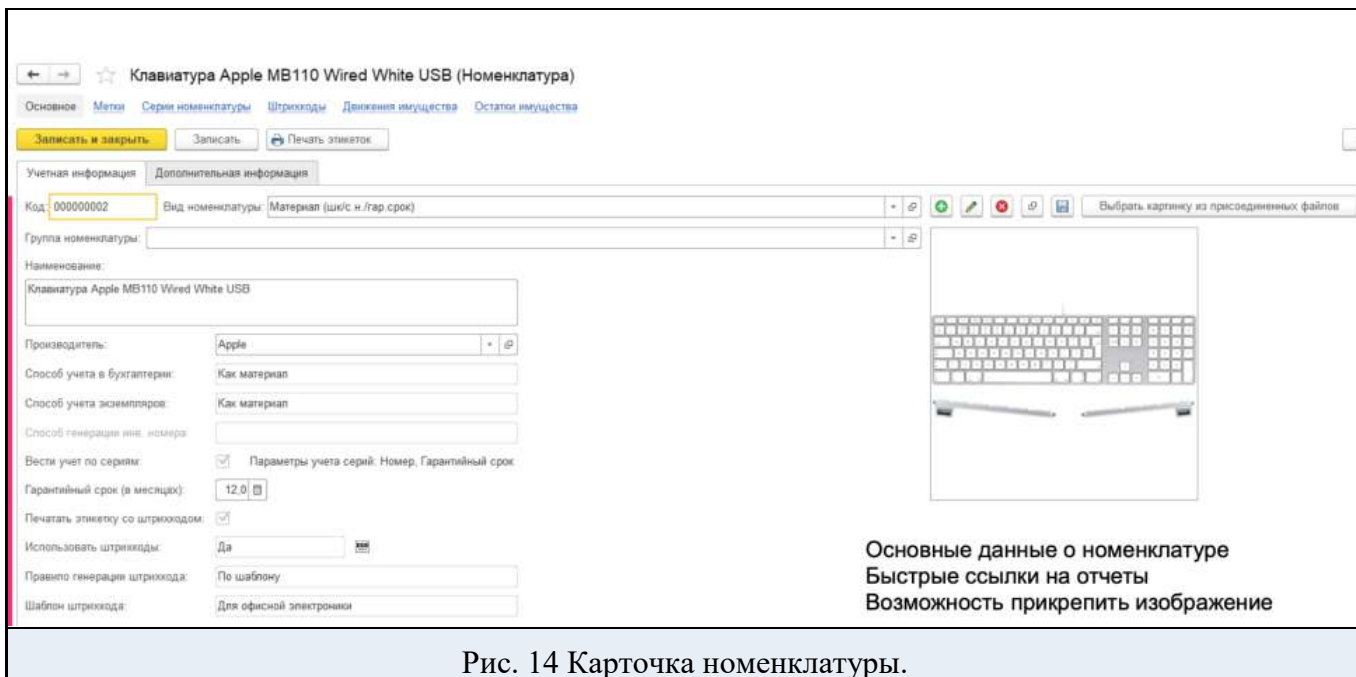 Клавиатура Apple MB110 Wired White USB (Номенклатура)
Основное Метки Серии номенклатуры Штрихкоды Движения имущества Остатки имущества
Записать и закрыть Записать Печать этикеток
Учетная информация Дополнительная информация
Код: 000000002 Вид номенклатуры: Материал (шк/с.н./гар.срок) Выбрать картинку из присоединенных файлов
Группа номенклатуры:
Наименование:
Клавиатура Apple MB110 Wired White USB
Производитель: Apple
Способ учета в бухгалтерии: Как материал
Способ учета экземпляров: Как материал
Способ генерации инв. номера:
Вести учет по сериям: Параметры учета серий: Номер, Гарантийный срок
Гарантийный срок (в месяцах): 12,0
Печатать этикетку со штрихкодом:
Использовать штрихкоды: Да
Правило генерации штрихкода: По шаблону
Шаблон штрихкода: Для офисной электроники
Основные данные о номенклатуре
Быстрые ссылки на отчеты
Возможность прикрепить изображение
Рис. 14 Карточка номенклатуры.